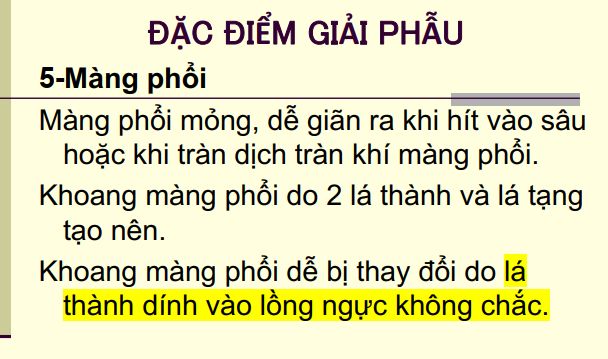 ĐẶC ĐIỂM GIẢI PHẪU
5-Màng phổi
Màng phổi mỏng, dễ giãn ra khi hít vào sâu
hoặc khi tràn dịch tràn khí màng phổi.
Khoang màng phổi do 2 lá thành và lá tạng
tạo nên.
Khoang màng phổi dễ bị thay đổi do lá
thành dính vào lồng ngực không chắc.